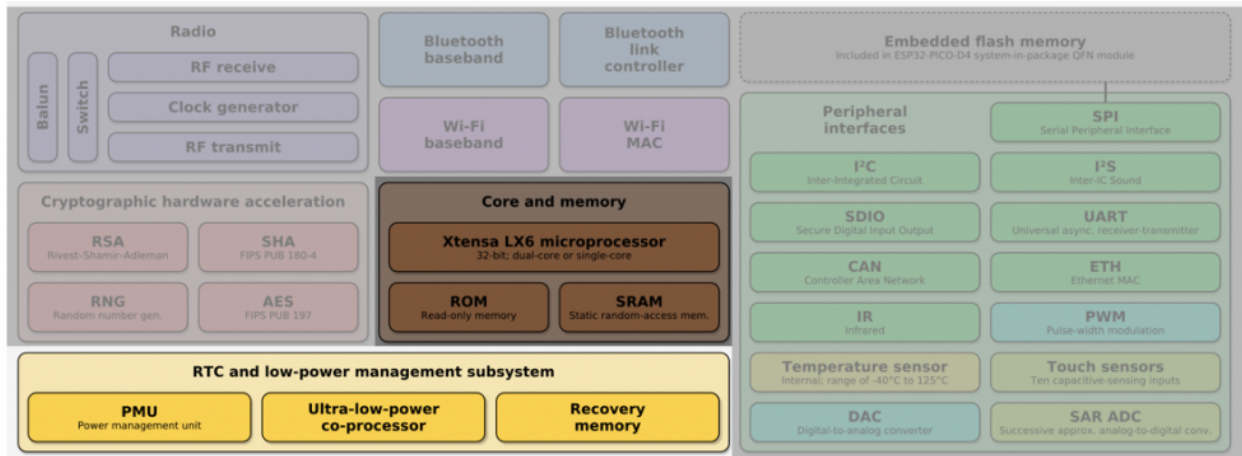 Radio
Balun
Switch
RF receive
Clock generator
RF transmit
Bluetooth
baseband
Bluetooth
link
controller
Wi-Fi
baseband
Wi-Fi
MAC
Embedded flash memory
Included in ESP32-PICO-D4 system-in-package QFN module
Peripheral
interfaces
SPI
Serial Peripheral Interface
I²C
Inter-Integrated Circuit
I²S
Inter-IC Sound
SDIO
Secure Digital Input Output
UART
Universal async. receiver-transmitter
CAN
Controller Area Network
ETH
Ethernet MAC
IR
Infrared
PWM
Pulse-width modulation
Temperature sensor
Internal; range of -40°C to 125°C
Touch sensors
Ten capacitive-sensing inputs
DAC
Digital-to-analog converter
SAR ADC
Successive approx. analog-to-digital conv.
Cryptographic hardware acceleration
RSA
Rivest-Shamir-Adleman
SHA
FIPS PUB 180-4
RNG
Random number gen.
AES
FIPS PUB 197
Core and memory
Xtensa LX6 microprocessor
32-bit; dual-core or single-core
ROM
Read-only memory
SRAM
Static random-access mem.
RTC and low-power management subsystem
PMU
Power management unit
Ultra-low-power
co-processor
Recovery
memory